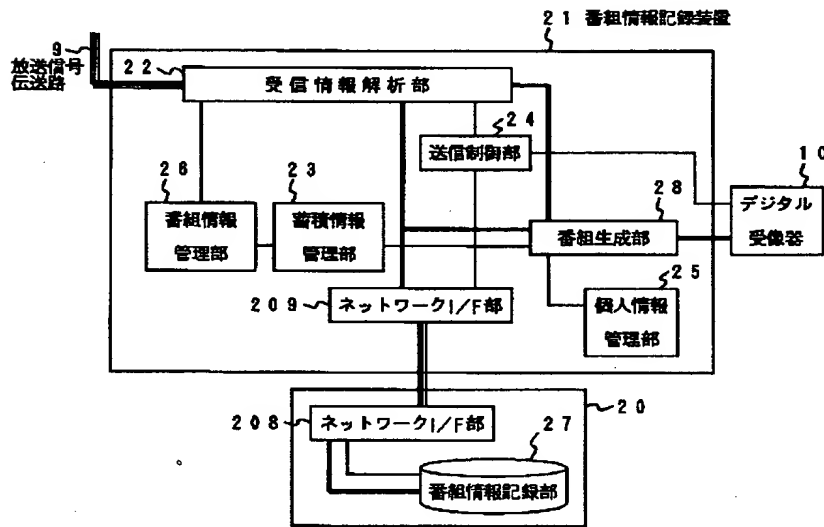 21 番組情報記録装置
9
放送信号
伝送路
22
受信情報解析部
24
送信制御部
10
デジタル
受像器
26
番組情報
管理部
23
蓄積情報
管理部
28
番組生成部
25
個人情報
管理部
209
ネットワークI/F部
20
208
ネットワークI/F部
27
番組情報記録部